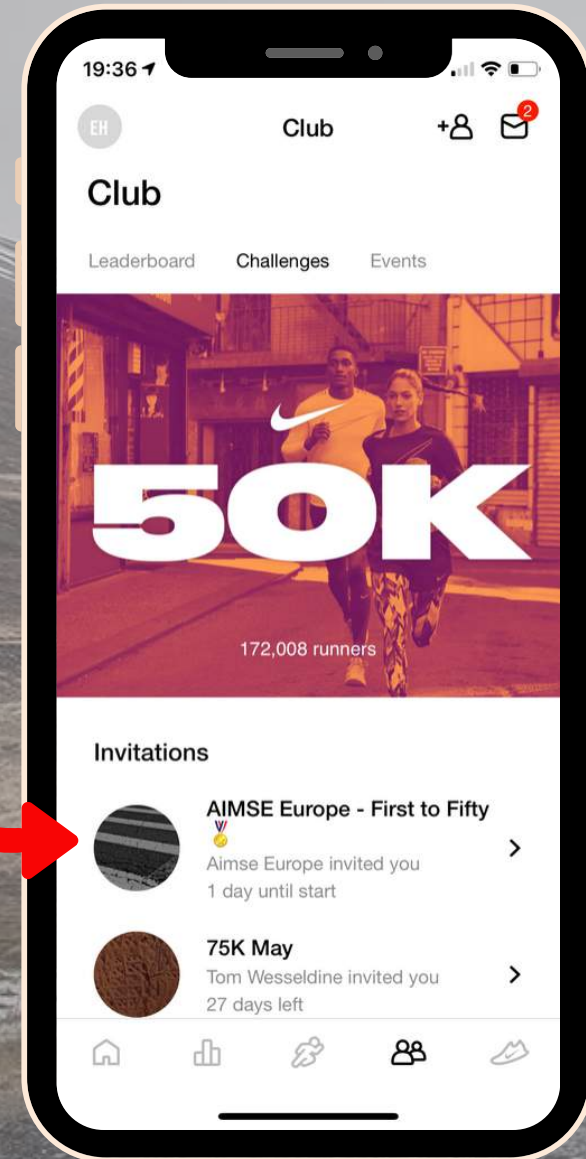 19:36
EH
Club
2
Club
Leaderboard Challenges Events
50K
172,008 runners
Invitations
AIMSE Europe - First to Fifty
🏅
Aimse Europe invited you
1 day until start
75K May
Tom Wesseldine invited you
27 days left